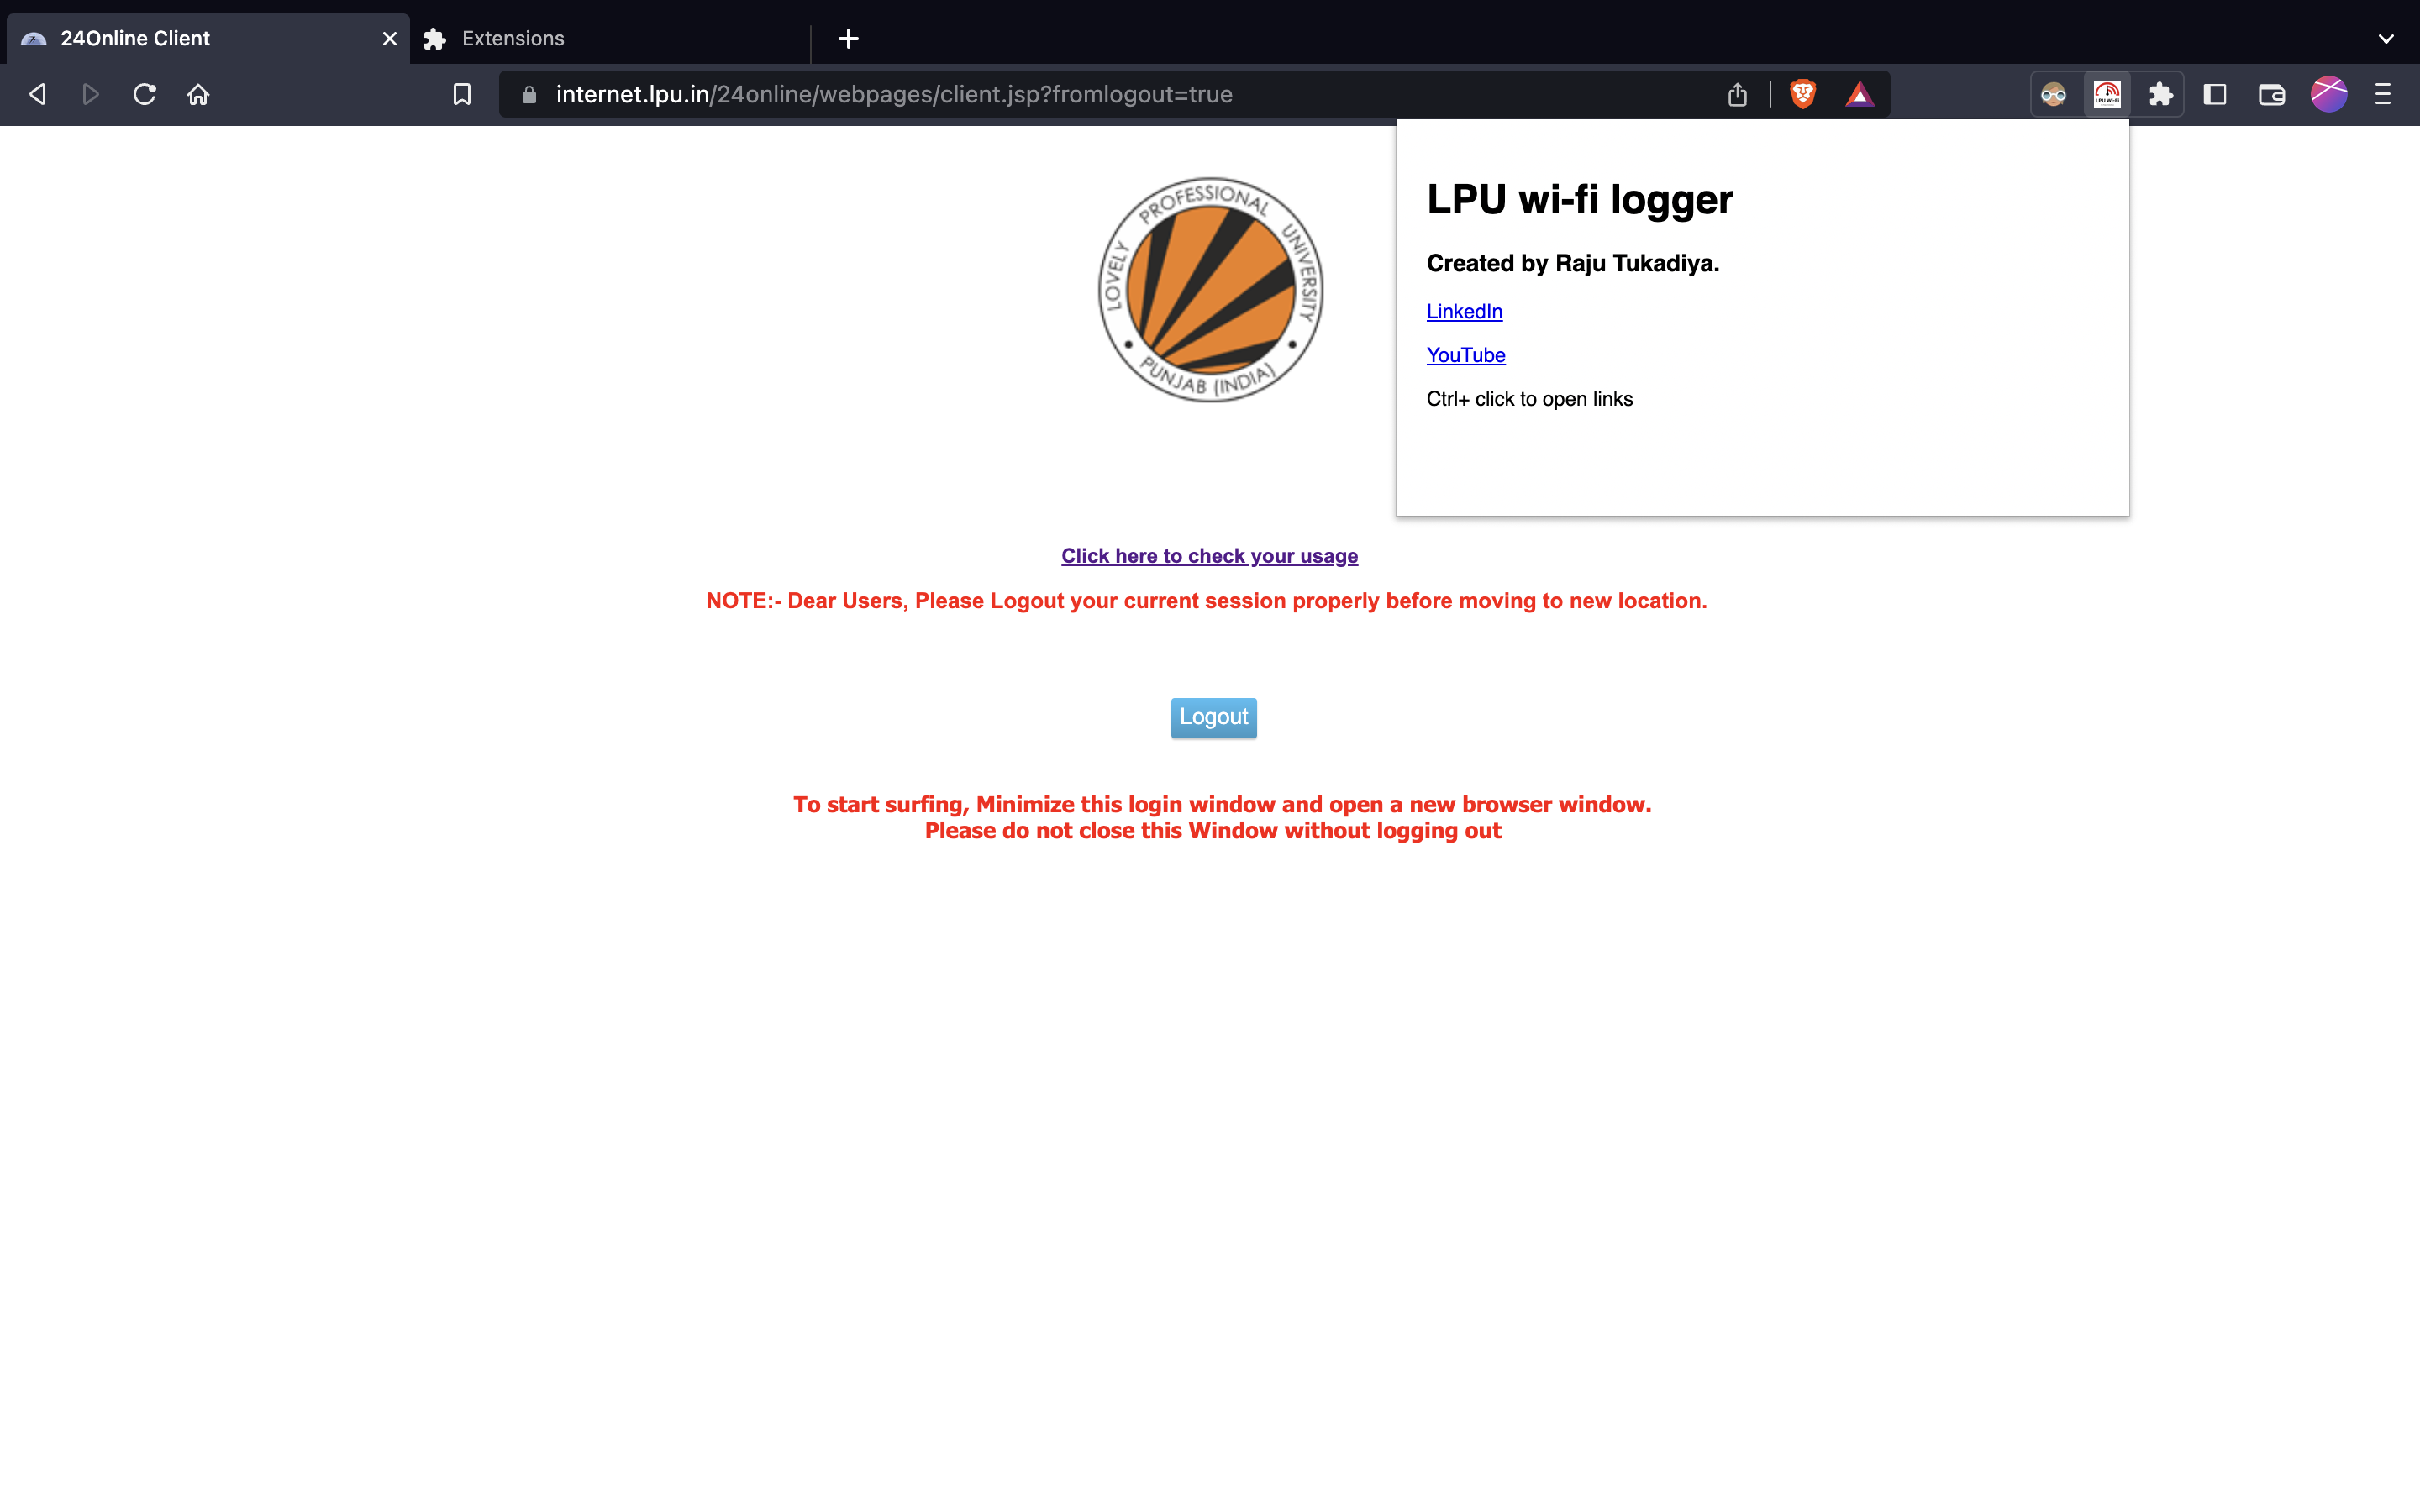 24Online Client
Extensions
internet.lpu.in/24online/webpages/client.jsp?fromlogout=true
LPU Wi-Fi
LOVELY PROFESSIONAL UNIVERSITY
PUNJAB (INDIA)
LPU wi-fi logger
Created by Raju Tukadiya.
LinkedIn
YouTube
Ctrl+ click to open links
Click here to check your usage
NOTE:- Dear Users, Please Logout your current session properly before moving to new location.
Logout
To start surfing, Minimize this login window and open a new browser window.
Please do not close this Window without logging out